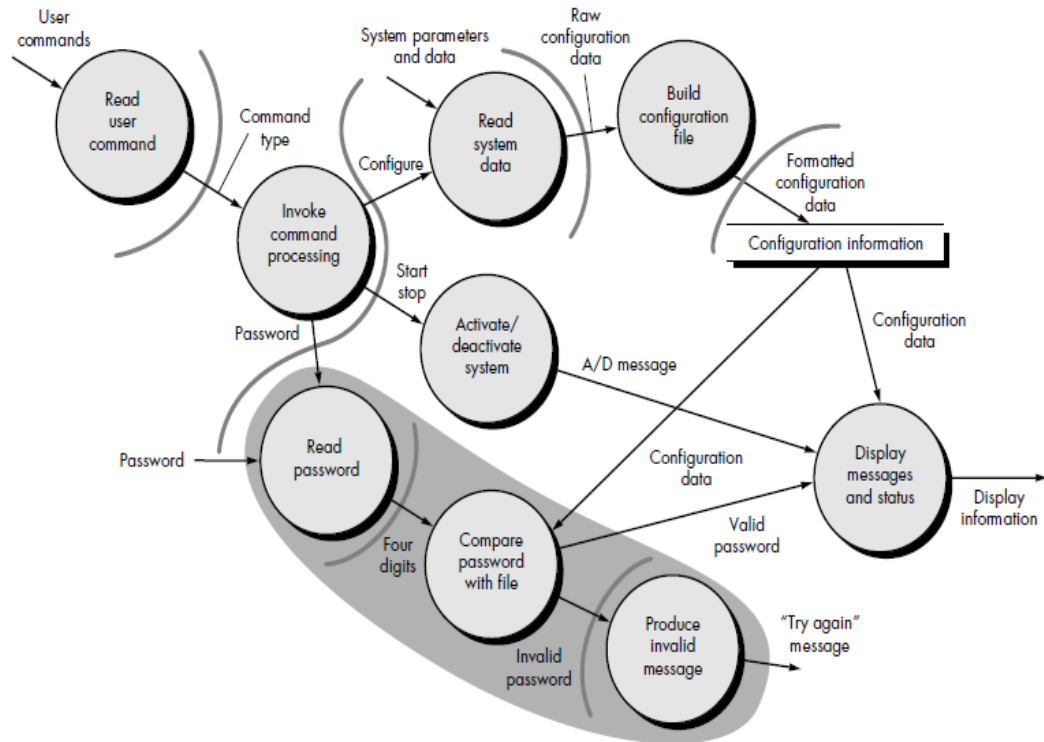 User
commands
Read
user
command
Command
type
Invoke
command
processing
System parameters
and data
Configure
Read
system
data
Raw
configuration
data
Build
configuration
file
Formatted
configuration
data
Configuration information
Start
stop
Activate/
deactivate
system
A/D message
Configuration
data
Password
Password
Read
password
Four
digits
Compare
password
with file
Configuration
data
Valid
password
Display
messages
and status
Display
information
Invalid
password
Produce
invalid
message
“Try again”
message